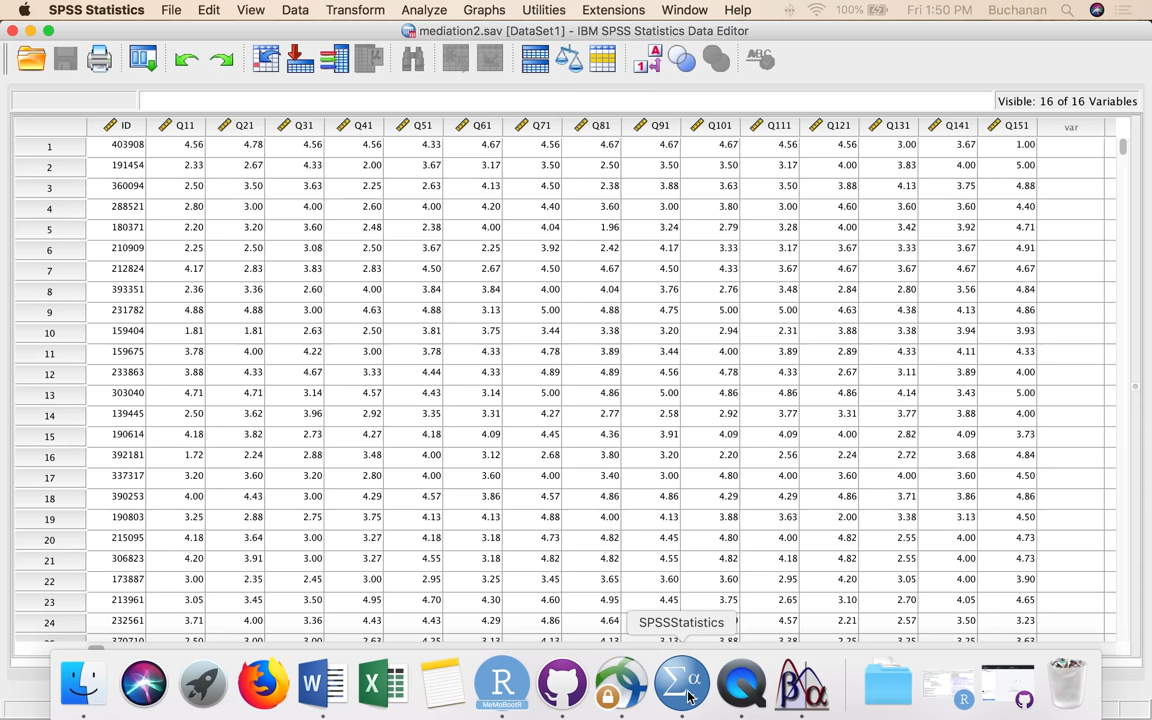 SPSS Statistics File Edit View Data Transform Analyze Graphs Utilities Extensions Window Help 100% Fri 1:50 PM Buchanan
mediation2.sav [DataSet1] - IBM SPSS Statistics Data Editor
Visible: 16 of 16 Variables
ID Q11 Q21 Q31 Q41 Q51 Q61 Q71 Q81 Q91 Q101 Q111 Q121 Q131 Q141 Q151 var
1 403908 4.56 4.78 4.56 4.56 4.33 4.67 4.56 4.67 4.67 4.67 4.56 4.56 3.00 3.67 1.00
2 191454 2.33 2.67 4.33 2.00 3.67 3.17 3.50 2.50 3.50 3.50 3.17 4.00 3.83 4.00 5.00
3 360094 2.50 3.50 3.63 2.25 2.63 4.13 4.50 2.38 3.88 3.63 3.50 3.88 4.13 3.75 4.88
4 288521 2.80 3.00 4.00 2.60 4.00 4.20 4.40 3.60 3.00 3.80 3.00 4.60 3.60 3.60 4.40
5 180371 2.20 3.20 3.60 2.48 2.38 4.00 4.04 1.96 3.24 2.79 3.28 4.00 3.42 3.92 4.71
6 210909 2.25 2.50 3.08 2.50 3.67 2.25 3.92 2.42 4.17 3.33 3.17 3.67 3.33 3.67 4.91
7 212824 4.17 2.83 3.83 2.83 4.50 2.67 4.50 4.67 4.50 4.33 3.67 4.67 3.67 4.67 4.67
8 393351 2.36 3.36 2.60 4.00 3.84 3.84 4.00 4.04 3.76 2.76 3.48 2.84 2.80 3.56 4.84
9 231782 4.88 4.88 3.00 4.63 4.88 3.13 5.00 4.88 4.75 5.00 5.00 4.63 4.38 4.13 4.86
10 159404 1.81 1.81 2.63 2.50 3.81 3.75 3.44 3.38 3.20 2.94 2.31 3.88 3.38 3.94 3.93
11 159675 3.78 4.00 4.22 3.00 3.78 4.33 4.78 3.89 3.44 4.00 3.89 2.89 4.33 4.11 4.33
12 233863 3.88 4.33 4.67 3.33 4.44 4.33 4.89 4.89 4.56 4.78 4.33 2.67 3.11 3.89 4.00
13 303040 4.71 4.71 3.14 4.57 4.43 3.14 5.00 4.86 5.00 4.86 4.86 4.86 4.14 3.43 5.00
14 139445 2.50 3.62 3.96 2.92 3.35 3.31 4.27 2.77 2.58 2.92 3.77 3.31 3.77 3.88 4.00
15 190614 4.18 3.82 2.73 4.27 4.18 4.09 4.45 4.36 3.91 4.09 4.09 4.00 2.82 4.09 3.73
16 392181 1.72 2.24 2.88 3.48 4.00 3.12 2.68 3.80 3.20 2.20 2.56 2.24 2.72 3.68 4.84
17 337317 3.20 3.60 3.20 2.80 4.00 3.60 4.00 3.40 3.00 4.80 4.00 3.60 4.00 3.60 4.50
18 390253 4.00 4.43 3.00 4.29 4.57 3.86 4.57 4.86 4.86 4.29 4.29 4.86 3.71 3.86 4.86
19 190803 3.25 2.88 2.75 3.75 4.13 4.13 4.88 4.00 4.13 3.88 3.63 2.00 3.38 3.13 4.50
20 215095 4.18 3.64 3.00 3.27 4.18 3.18 4.73 4.82 4.45 4.80 4.00 4.82 2.55 4.00 4.73
21 306823 4.20 3.91 3.00 3.27 4.55 3.18 4.82 4.82 4.55 4.82 4.18 4.82 2.55 4.00 4.73
22 173887 3.00 2.35 2.45 3.00 2.95 3.25 3.45 3.65 3.60 3.60 2.95 4.20 3.05 4.00 3.90
23 213961 3.05 3.45 3.50 4.95 4.70 4.30 4.60 4.95 4.45 3.75 2.65 3.10 2.70 4.05 4.65
24 232561 3.71 4.00 3.36 4.43 4.43 4.29 4.86 4.64 4.57 2.21 2.57 3.50 3.23
SPSSStatistics
MeMoBootR